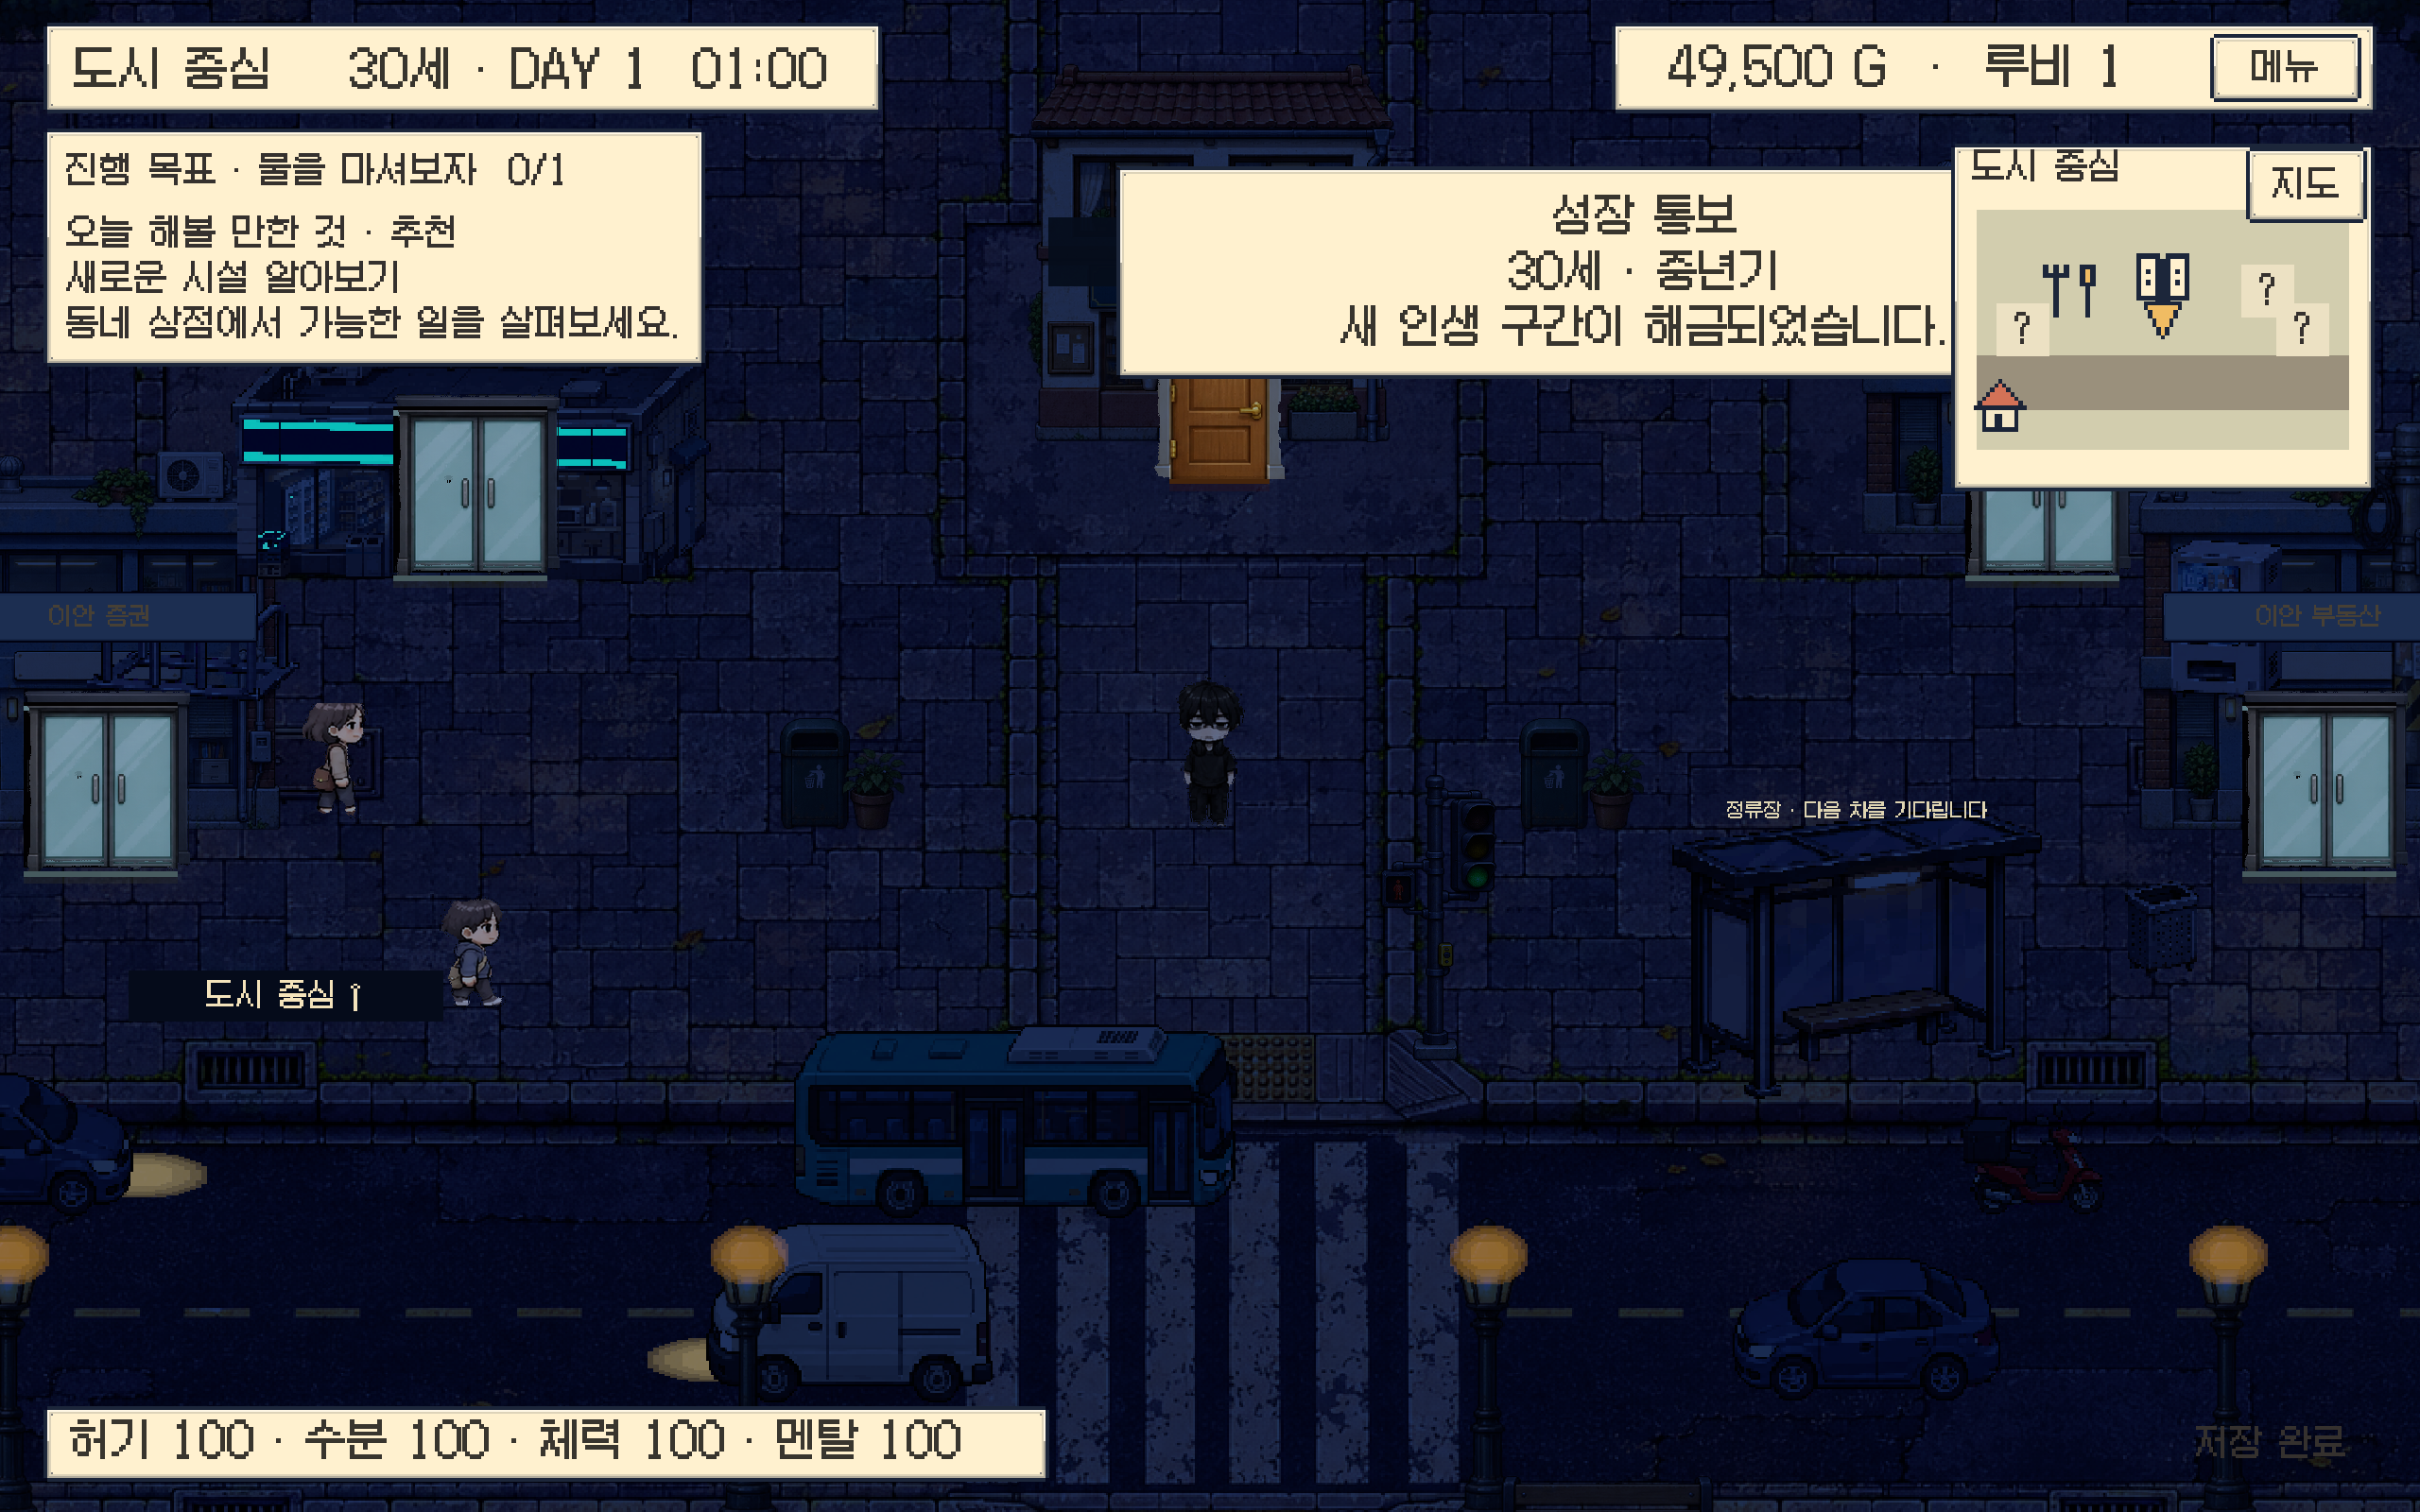 도시 중심 30세 · DAY 1 01:00
49,500 G · 루비 1
메뉴
진행 목표 · 물을 마셔보자 0/1
오늘 해볼 만한 것 · 추천
새로운 시설 알아보기
동네 상점에서 가능한 일을 살펴보세요.
성장 통보
30세 · 중년기
새 인생 구간이 해금되었습니다.
도시 중심
지도
?
?
?
이안 증권
이안 부동산
정류장 · 다음 차를 기다립니다
도시 중심 ↑
허기 100 · 수분 100 · 체력 100 · 멘탈 100
저장 완료